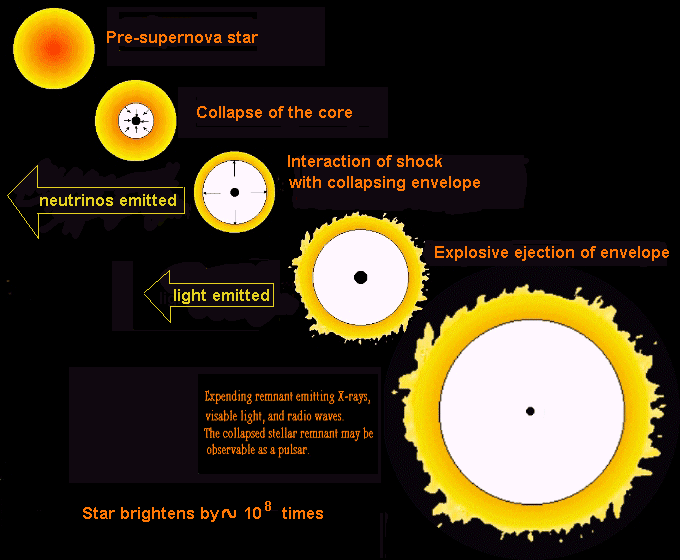 Pre-supernova star
Collapse of the core
Interaction of shock
with collapsing envelope
neutrinos emitted
Explosive ejection of envelope
light emitted
Expending remnant emitting X-rays,
visable light, and radio waves.
The collapsed stellar remnant may be
observable as a pulsar.
Star brightens by ~ 10⁸ times